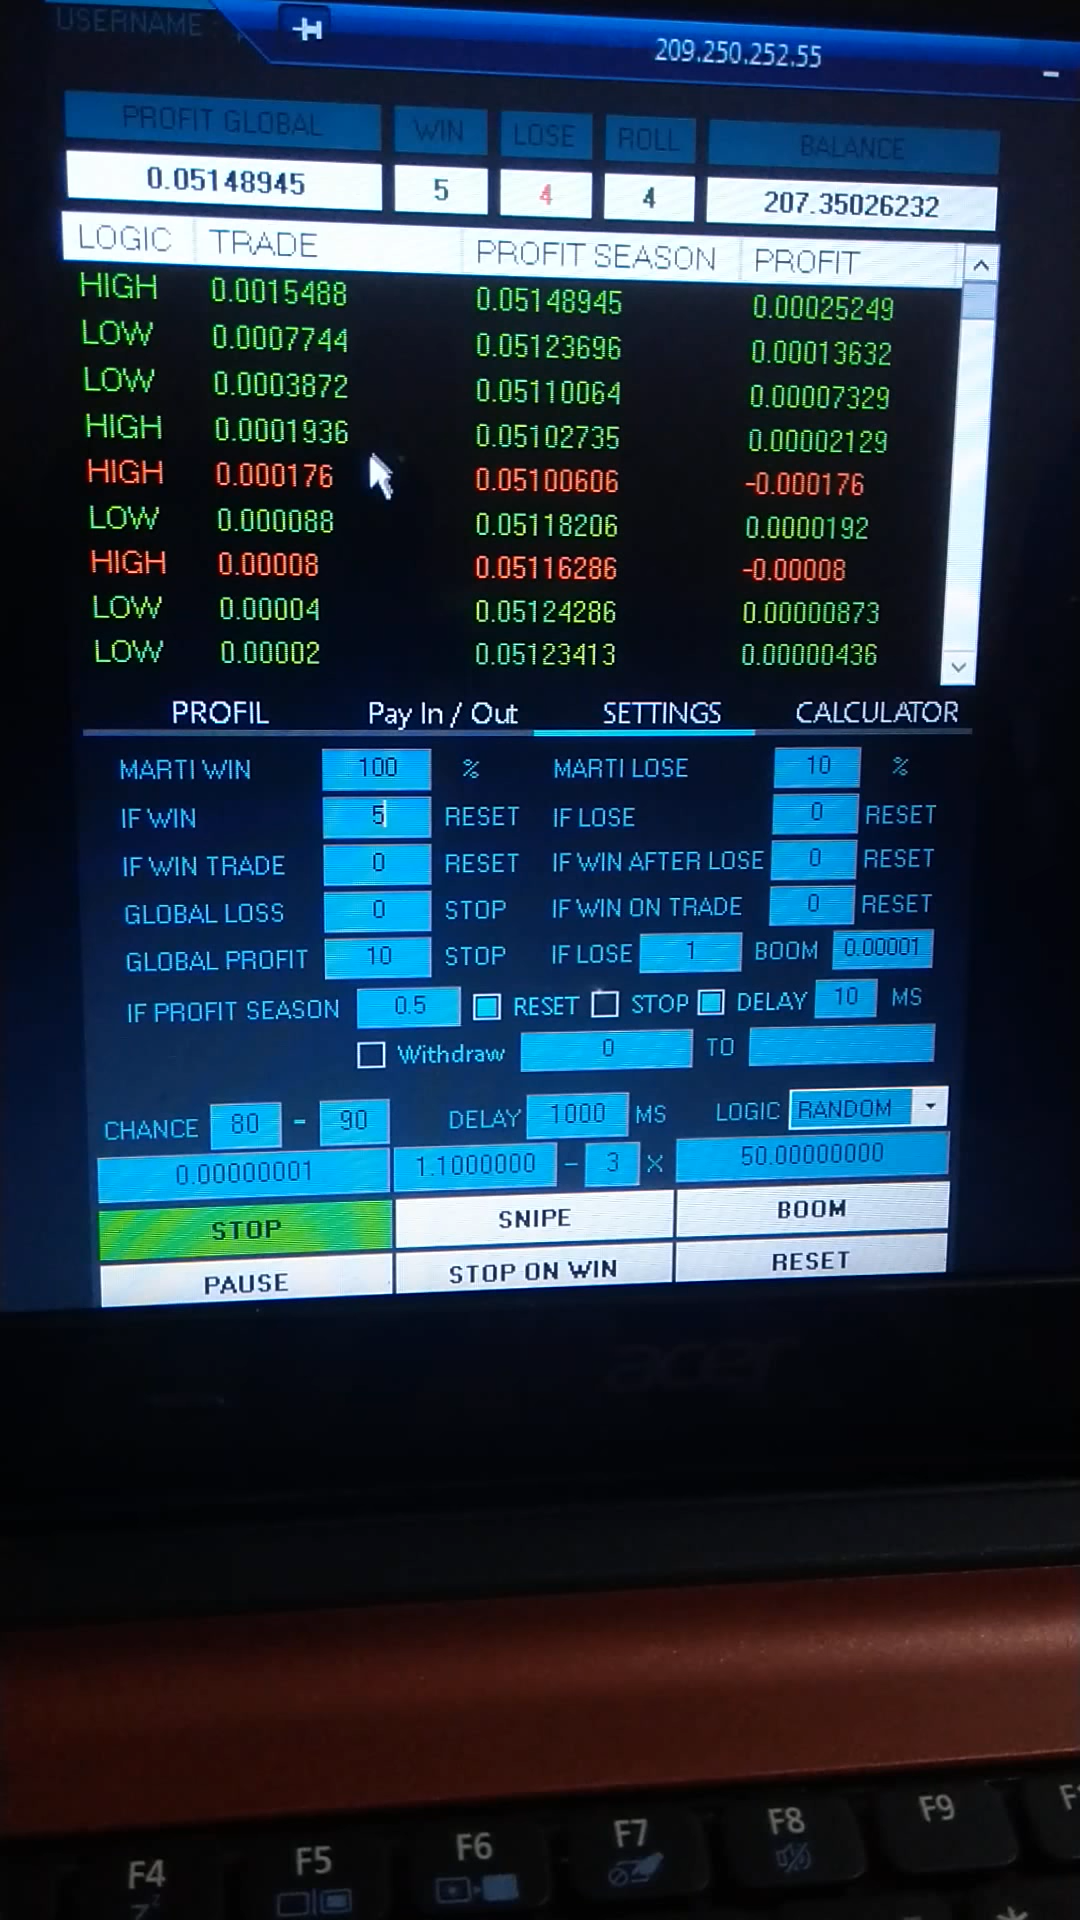 USERNAME :
209.250.252.55
PROFIT GLOBAL WIN LOSE ROLL BALANCE
0.05148945 5 4 4 207.35026232
LOGIC TRADE PROFIT SEASON PROFIT
HIGH 0.0015488 0.05148945 0.00025249
LOW 0.0007744 0.05123696 0.00013632
LOW 0.0003872 0.05110064 0.00007329
HIGH 0.0001936 0.05102735 0.00002129
HIGH 0.000176 0.05100606 -0.000176
LOW 0.000088 0.05118206 0.0000192
HIGH 0.00008 0.05116286 -0.00008
LOW 0.00004 0.05124286 0.00000873
LOW 0.00002 0.05123413 0.00000436
PROFIL Pay In / Out SETTINGS CALCULATOR
MARTI WIN 100 % MARTI LOSE 10 %
IF WIN 5 RESET IF LOSE 0 RESET
IF WIN TRADE 0 RESET IF WIN AFTER LOSE 0 RESET
GLOBAL LOSS 0 STOP IF WIN ON TRADE 0 RESET
GLOBAL PROFIT 10 STOP IF LOSE 1 BOOM 0.00001
IF PROFIT SEASON 0.5 RESET STOP DELAY 10 MS
Withdraw 0 TO
CHANCE 80 - 90 DELAY 1000 MS LOGIC RANDOM
0.00000001 1.1000000 - 3 X 50.00000000
STOP SNIPE BOOM
PAUSE STOP ON WIN RESET
acer
F4 F5 F6 F7 F8 F9